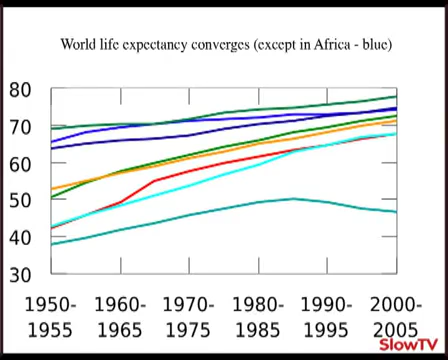 World life expectancy converges (except in Africa - blue)
80
70
60
50
40
30
1950- 1960- 1970- 1980- 1990- 2000-
1955 1965 1975 1985 1995 2005
SlowTV